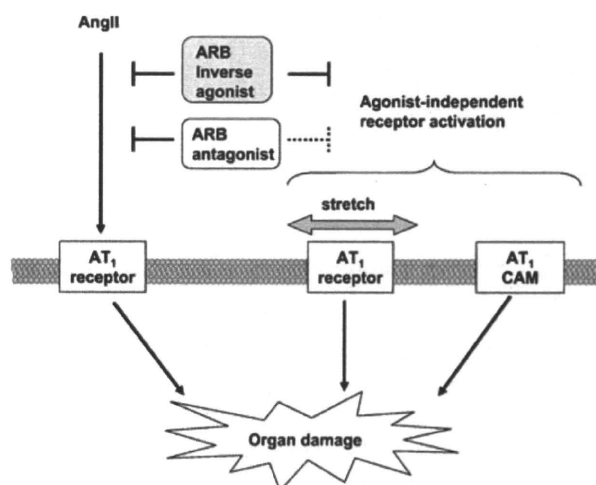 AngII
ARB
Inverse
agonist
ARB
antagonist
Agonist-independent
receptor activation
stretch
AT₁
receptor
AT₁
receptor
AT₁
CAM
Organ damage